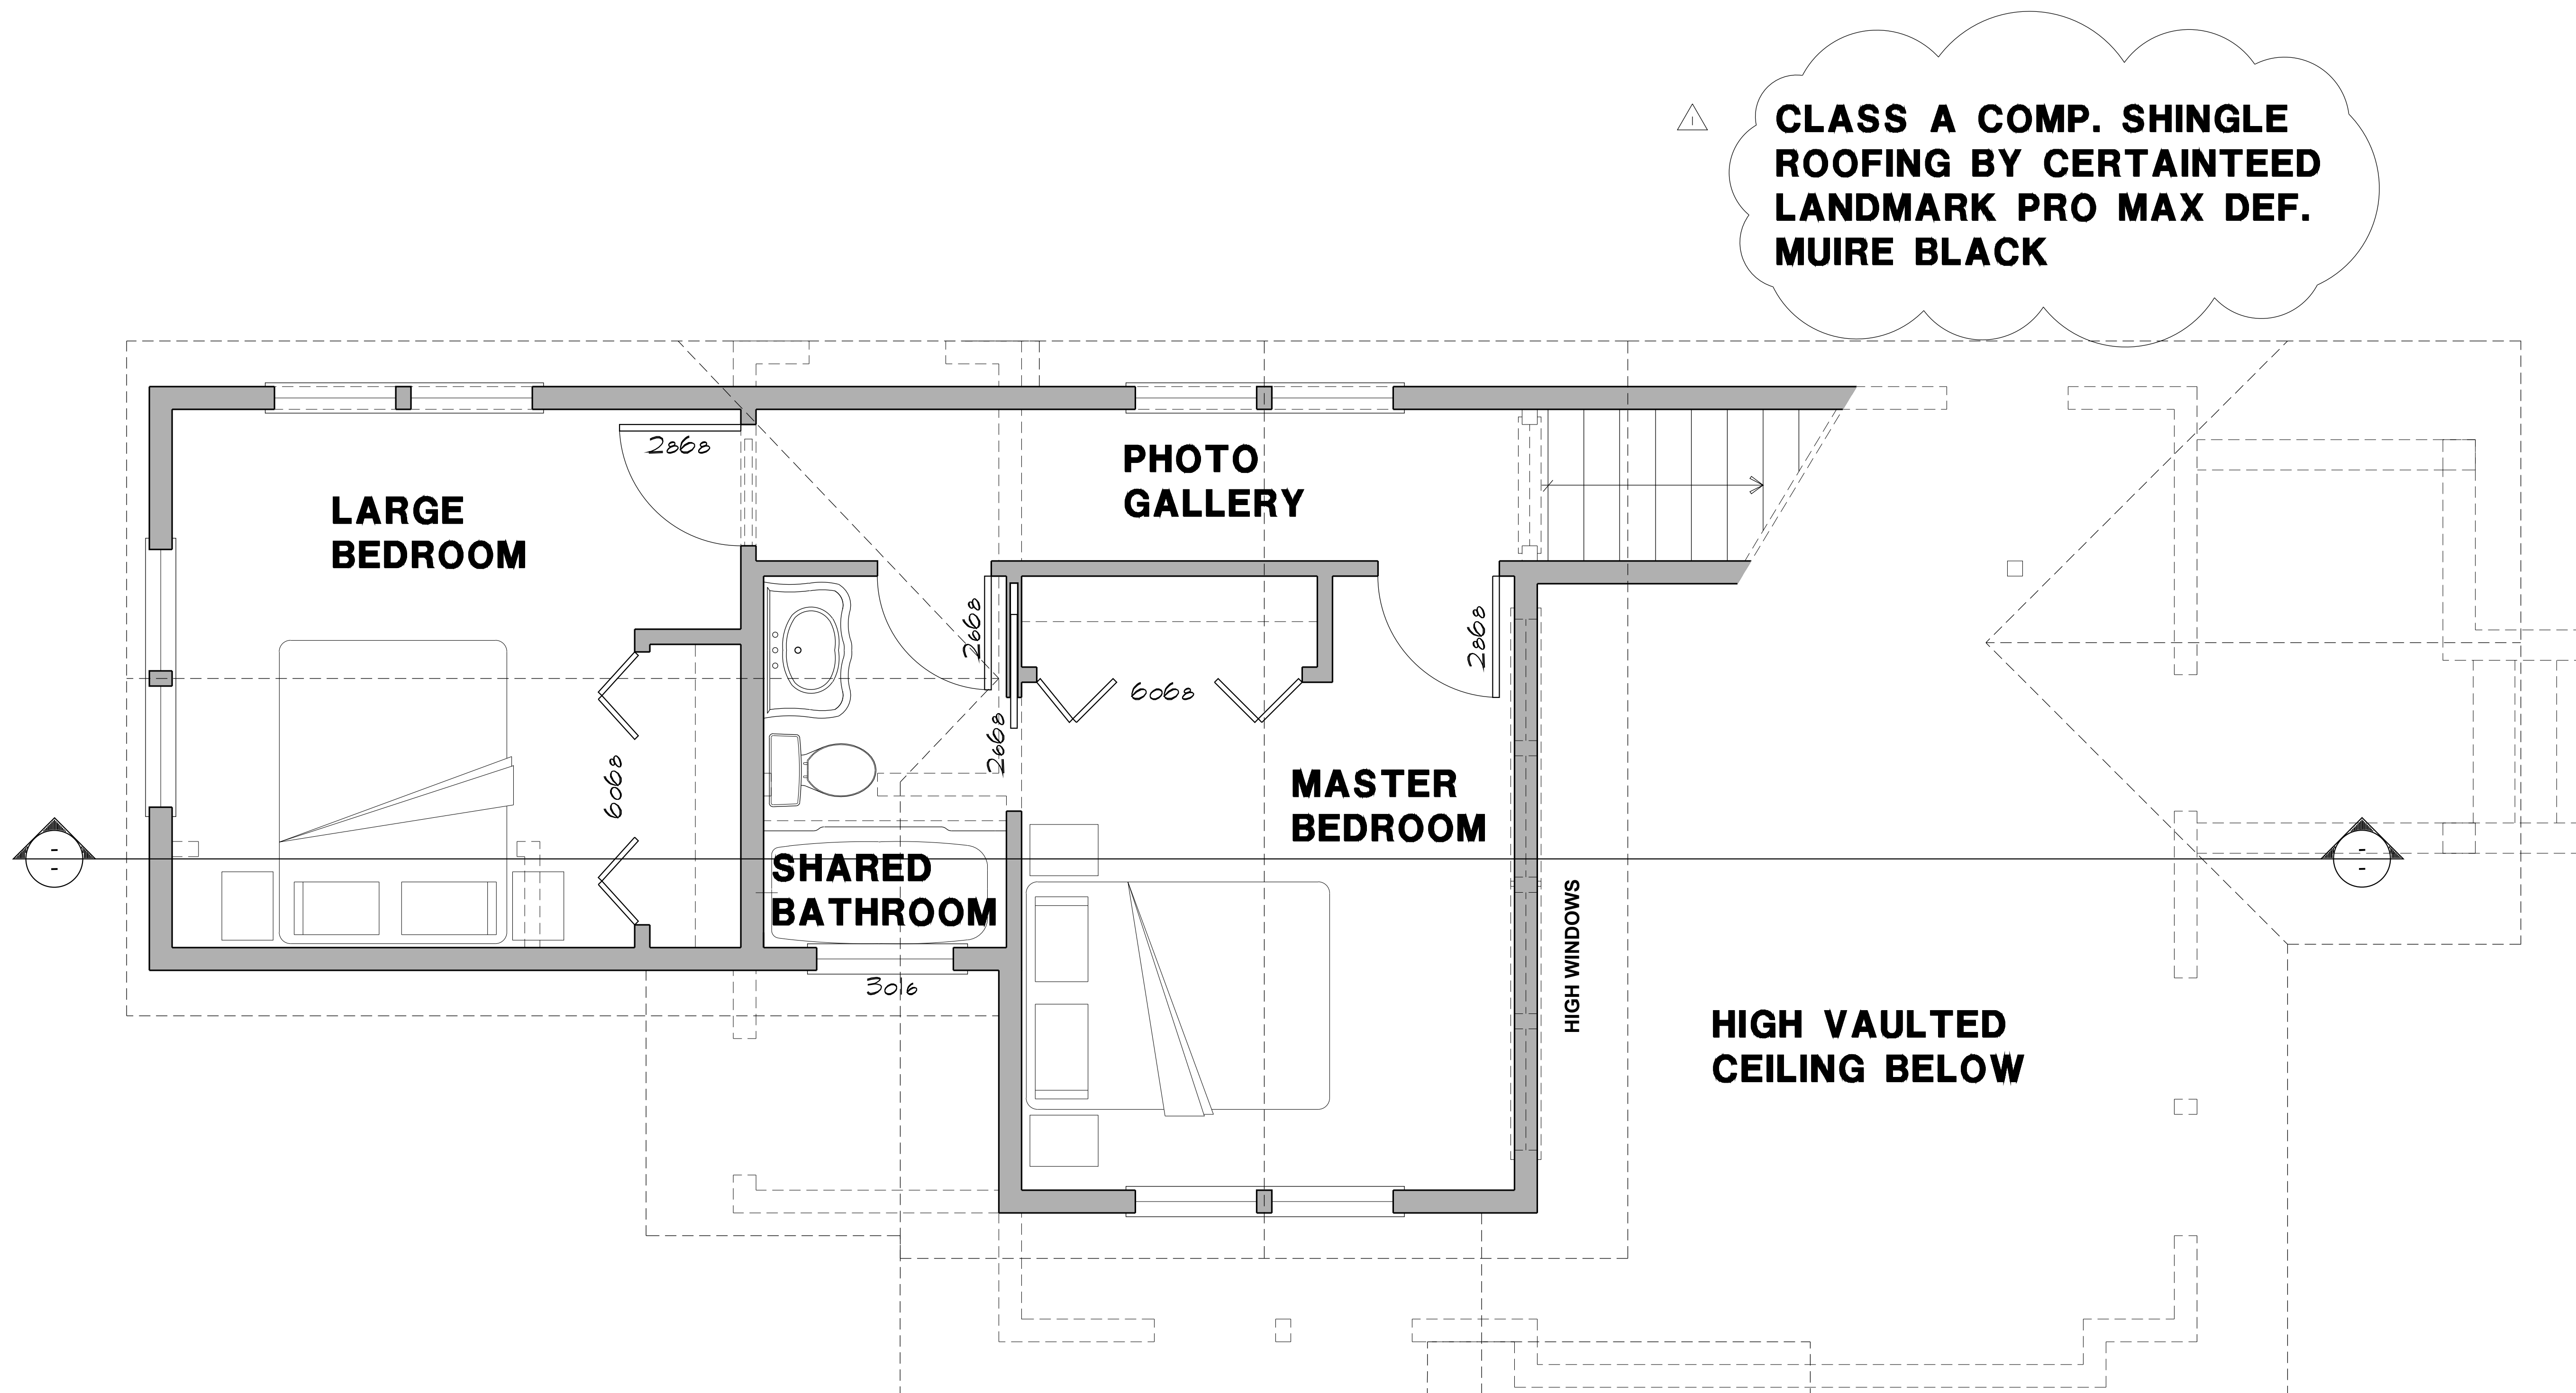 CLASS A COMP. SHINGLE
ROOFING BY CERTAINTEED
LANDMARK PRO MAX DEF.
MUIRE BLACK
1
2868
PHOTO
GALLERY
LARGE
BEDROOM
2668
2868
6068
2668
6068
MASTER
BEDROOM
SHARED
BATHROOM
-
-
-
-
HIGH WINDOWS
3016
HIGH VAULTED
CEILING BELOW